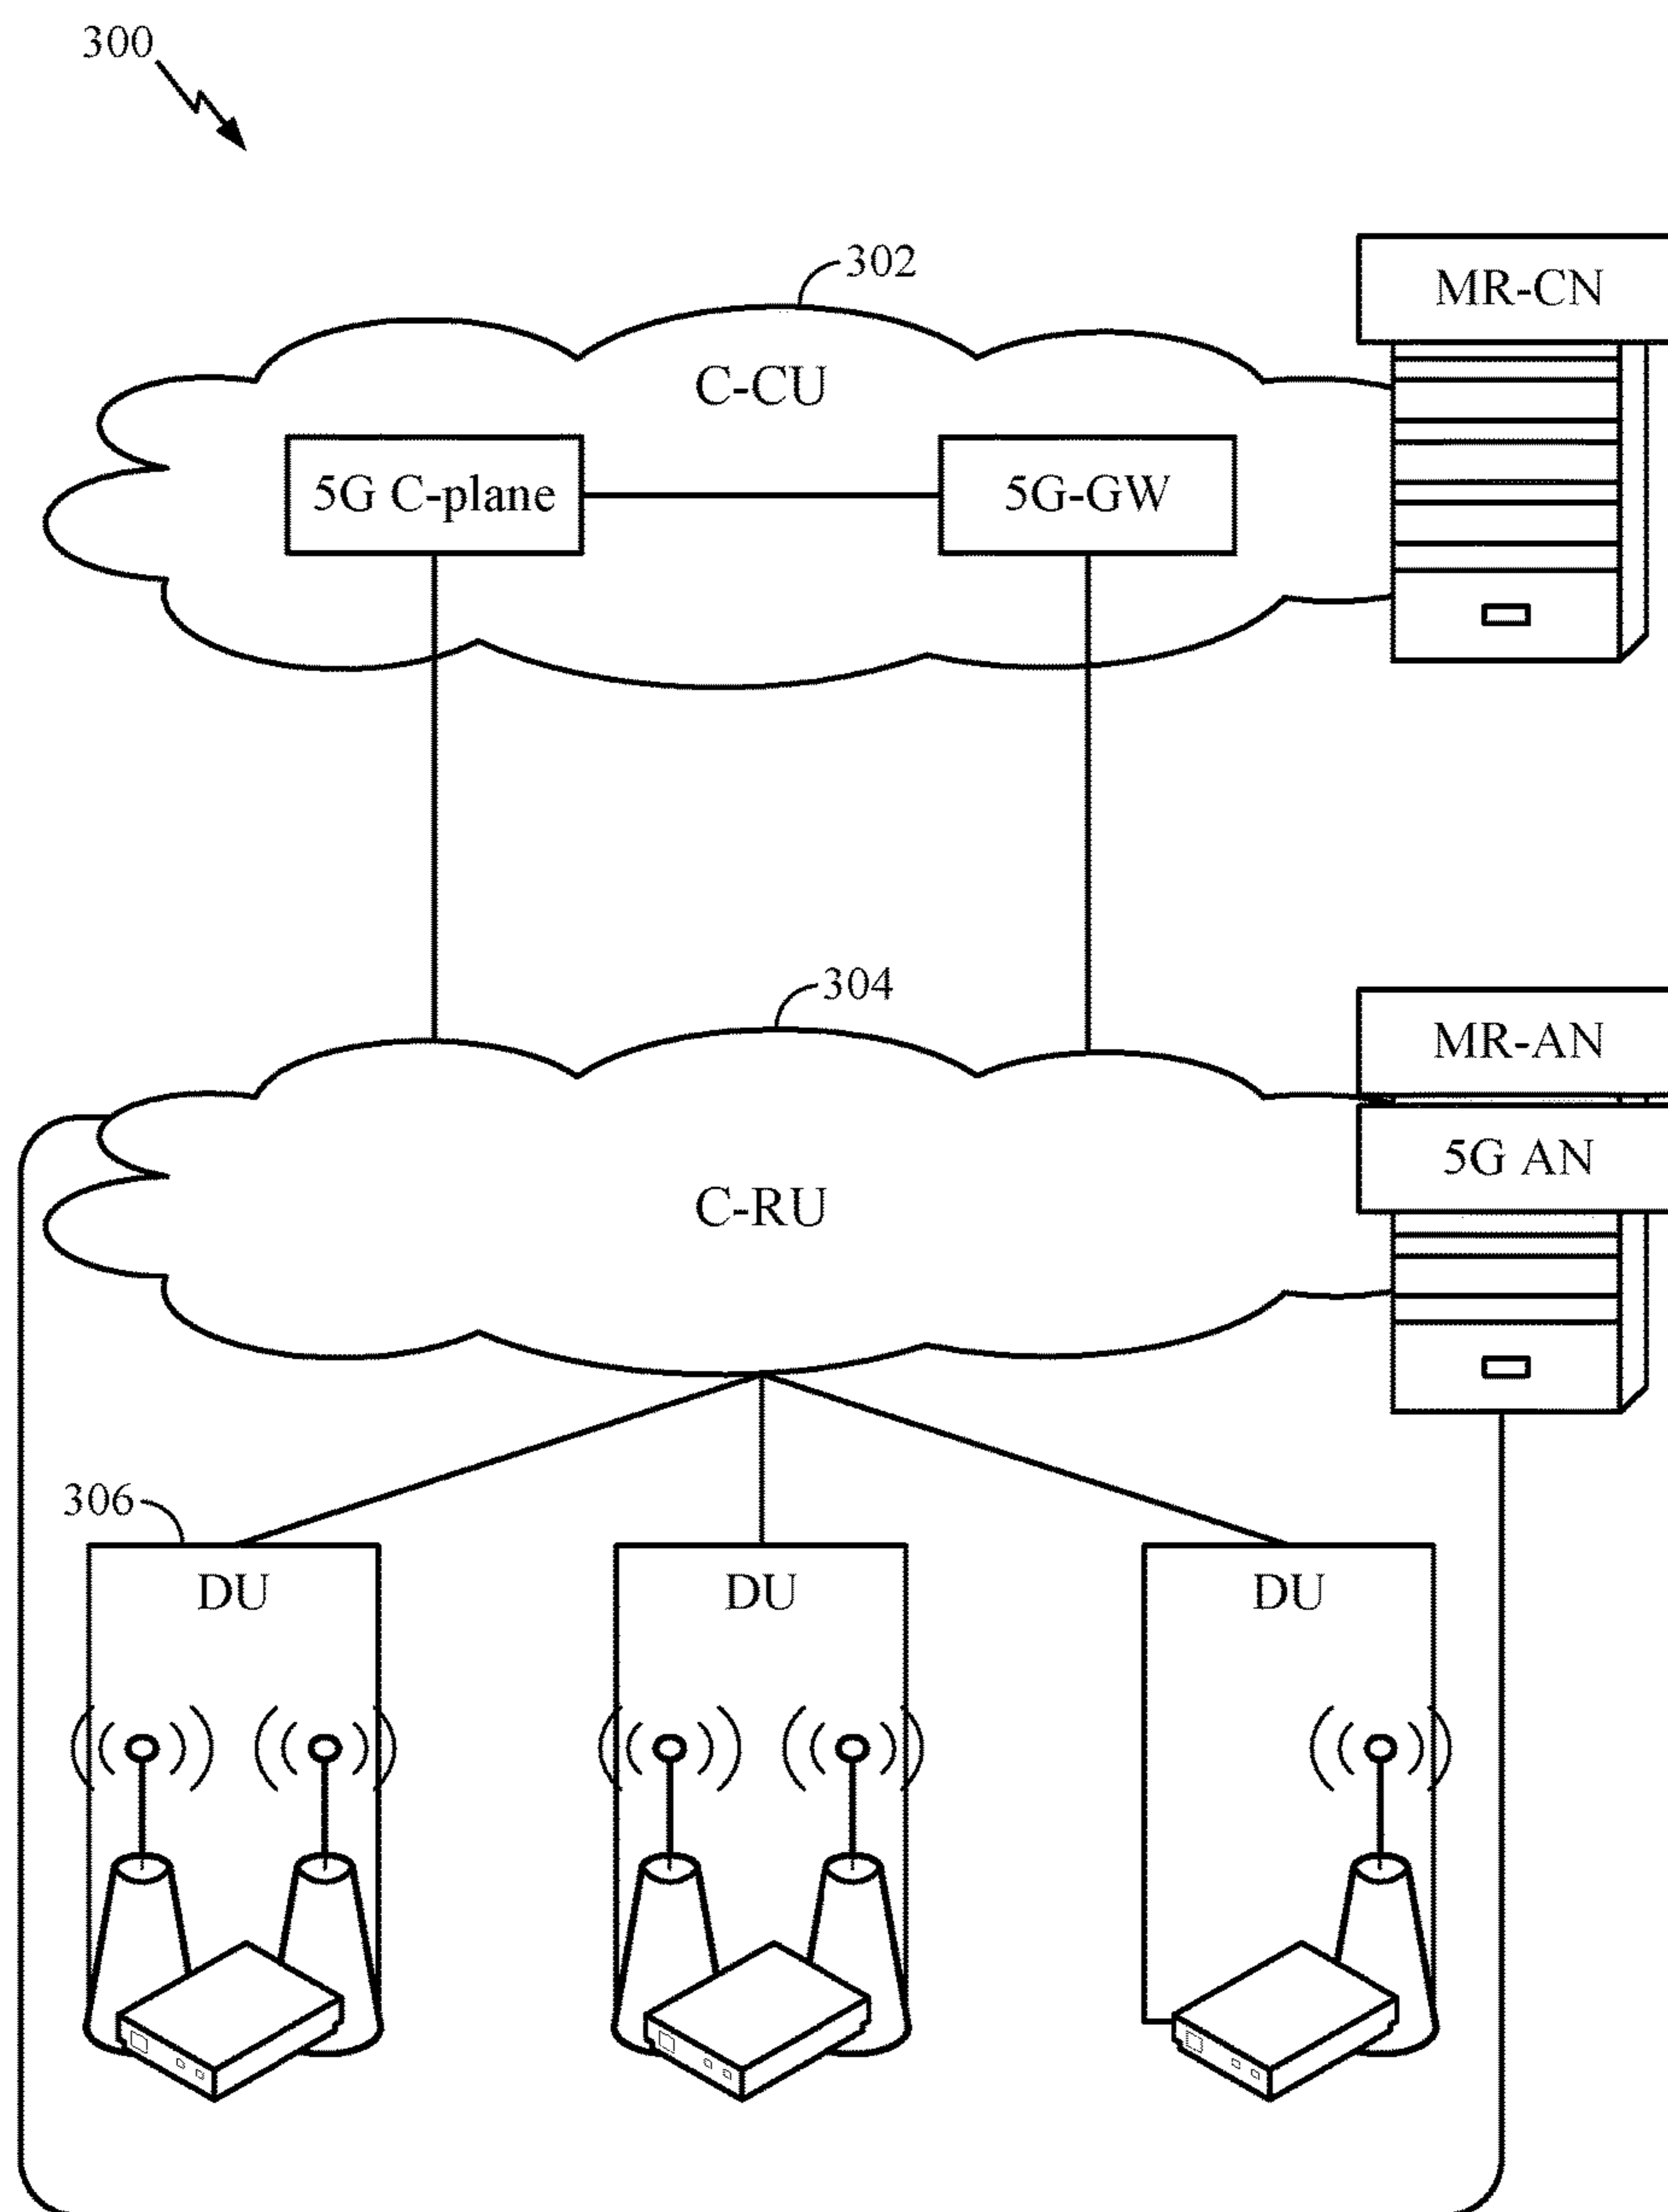 300
302
MR-CN
C-CU
5G C-plane
5G-GW
304
MR-AN
5G AN
C-RU
306
DU
DU
DU